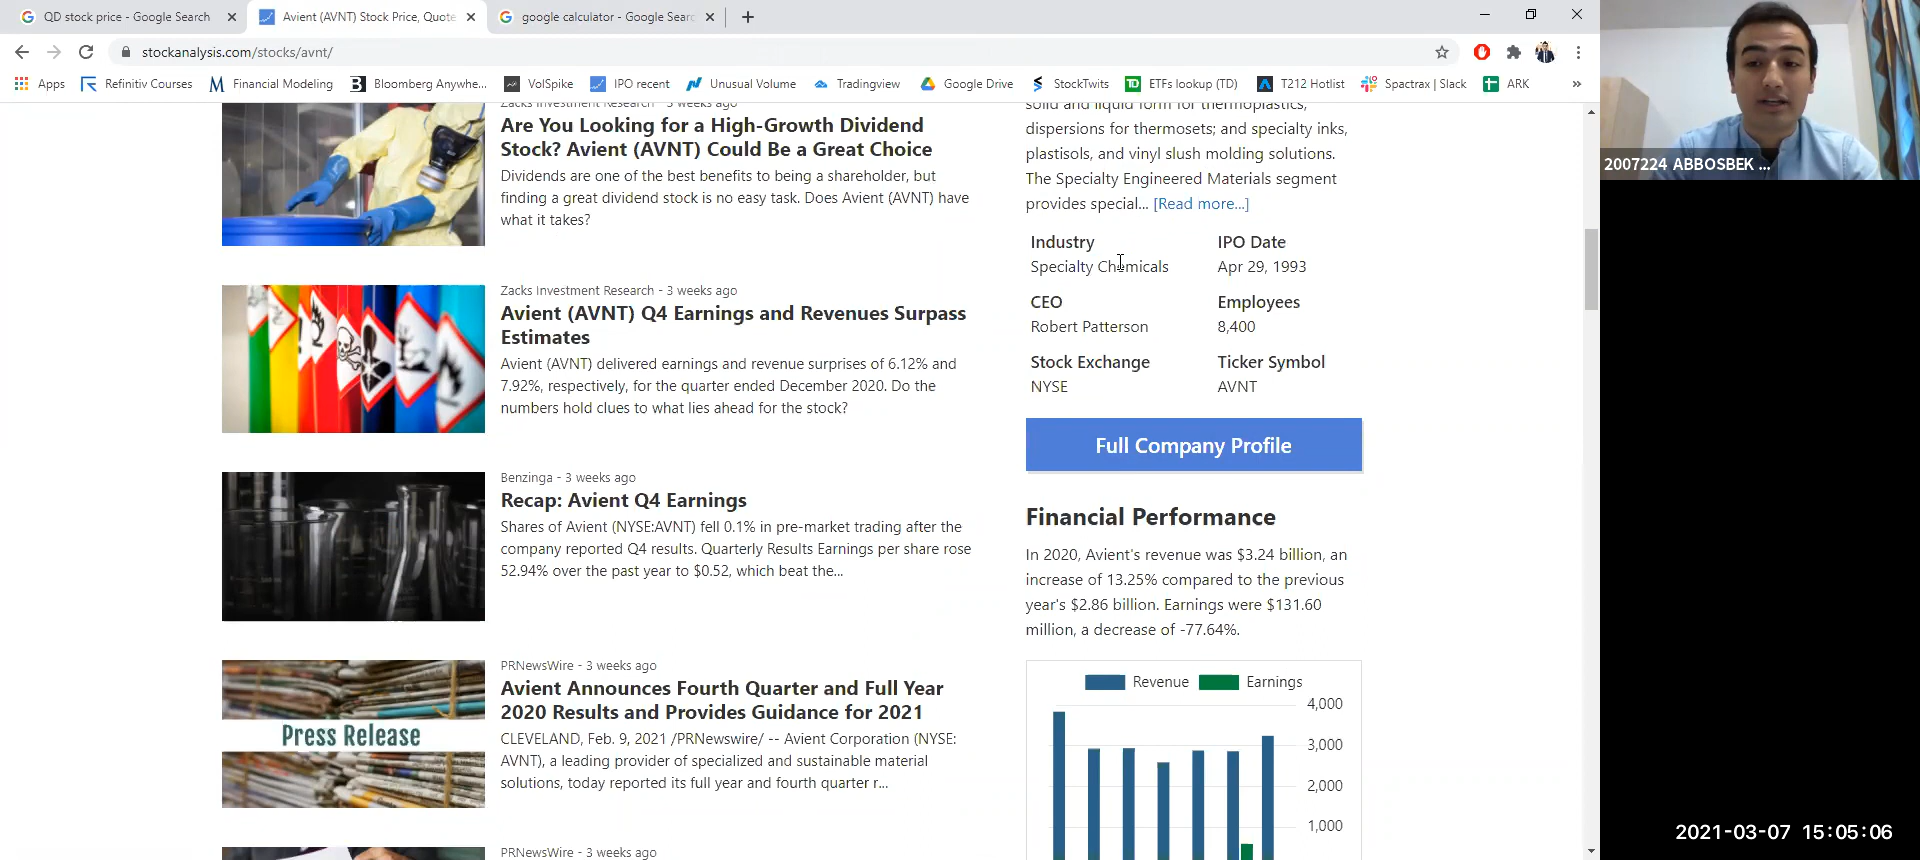 QD stock price - Google Search
Avient (AVNT) Stock Price, Quote
google calculator - Google Sear
stockanalysis.com/stocks/avnt/
Apps
Refinitiv Courses
Financial Modeling
Bloomberg Anywhe...
VolSpike
IPO recent
Unusual Volume
Tradingview
Google Drive
StockTwits
ETFs lookup (TD)
T212 Hotlist
Spactrax | Slack
ARK
»
Zacks Investment Research - 3 weeks ago
Are You Looking for a High-Growth Dividend
Stock? Avient (AVNT) Could Be a Great Choice
Dividends are one of the best benefits to being a shareholder, but
finding a great dividend stock is no easy task. Does Avient (AVNT) have
what it takes?
Zacks Investment Research - 3 weeks ago
Avient (AVNT) Q4 Earnings and Revenues Surpass
Estimates
Avient (AVNT) delivered earnings and revenue surprises of 6.12% and
7.92%, respectively, for the quarter ended December 2020. Do the
numbers hold clues to what lies ahead for the stock?
Benzinga - 3 weeks ago
Recap: Avient Q4 Earnings
Shares of Avient (NYSE:AVNT) fell 0.1% in pre-market trading after the
company reported Q4 results. Quarterly Results Earnings per share rose
52.94% over the past year to $0.52, which beat the...
Press Release
PRNewsWire - 3 weeks ago
Avient Announces Fourth Quarter and Full Year
2020 Results and Provides Guidance for 2021
CLEVELAND, Feb. 9, 2021 /PRNewswire/ -- Avient Corporation (NYSE:
AVNT), a leading provider of specialized and sustainable material
solutions, today reported its full year and fourth quarter r...
PRNewsWire - 3 weeks ago
solid and liquid form for thermoplastics,
dispersions for thermosets; and specialty inks,
plastisols, and vinyl slush molding solutions.
The Specialty Engineered Materials segment
provides special... [Read more...]
Industry
Specialty Chemicals
IPO Date
Apr 29, 1993
CEO
Robert Patterson
Employees
8,400
Stock Exchange
NYSE
Ticker Symbol
AVNT
Full Company Profile
Financial Performance
In 2020, Avient's revenue was $3.24 billion, an
increase of 13.25% compared to the previous
year's $2.86 billion. Earnings were $131.60
million, a decrease of -77.64%.
Revenue
Earnings
4,000
3,000
2,000
1,000
2007224 ABBOSBEK ...
2021-03-07 15:05:06